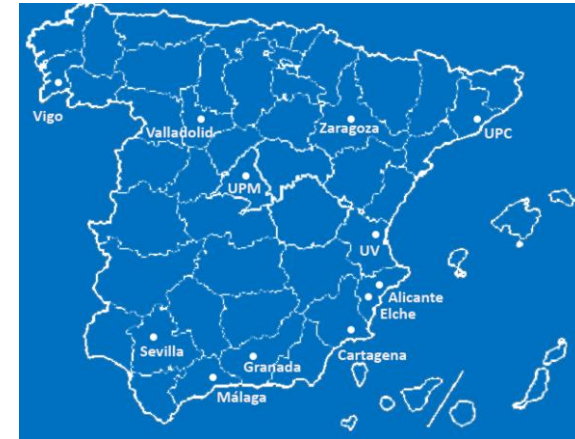 Vigo
Valladolid
Zaragoza
UPC
UPM
UV
Alicante
Elche
Cartagena
Sevilla
Granada
Málaga